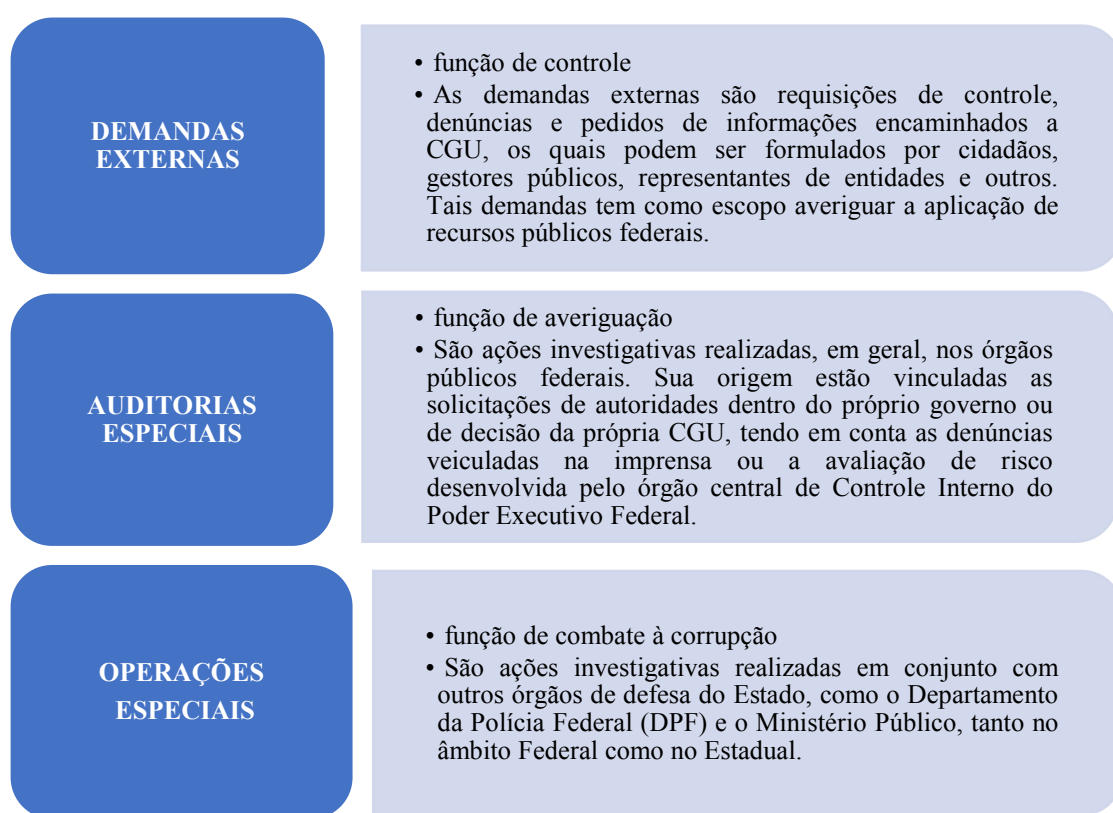 DEMANDAS
EXTERNAS
• função de controle
• As demandas externas são requisições de controle,
denúncias e pedidos de informações encaminhados a
CGU, os quais podem ser formulados por cidadãos,
gestores públicos, representantes de entidades e outros.
Tais demandas tem como escopo averiguar a aplicação de
recursos públicos federais.
AUDITORIAS
ESPECIAIS
• função de averiguação
• São ações investigativas realizadas, em geral, nos órgãos
públicos federais. Sua origem estão vinculadas as
solicitações de autoridades dentro do próprio governo ou
de decisão da própria CGU, tendo em conta as denúncias
veiculadas na imprensa ou a avaliação de risco
desenvolvida pelo órgão central de Controle Interno do
Poder Executivo Federal.
OPERAÇÕES
ESPECIAIS
• função de combate à corrupção
• São ações investigativas realizadas em conjunto com
outros órgãos de defesa do Estado, como o Departamento
da Polícia Federal (DPF) e o Ministério Público, tanto no
âmbito Federal como no Estadual.